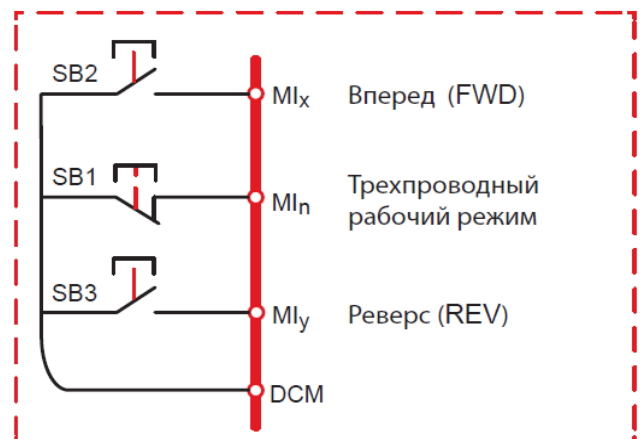 SB2
MIx Вперед (FWD)
SB1
MIn Трехпроводный
рабочий режим
SB3
MIy Реверс (REV)
DCM